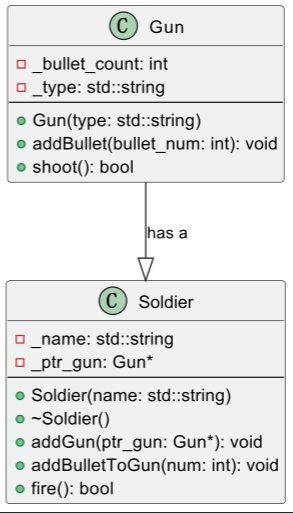 C Gun
_bullet_count: int
_type: std::string
Gun(type: std::string)
addBullet(bullet_num: int): void
shoot(): bool
has a
C Soldier
_name: std::string
_ptr_gun: Gun*
Soldier(name: std::string)
~Soldier()
addGun(ptr_gun: Gun*): void
addBulletToGun(num: int): void
fire(): bool